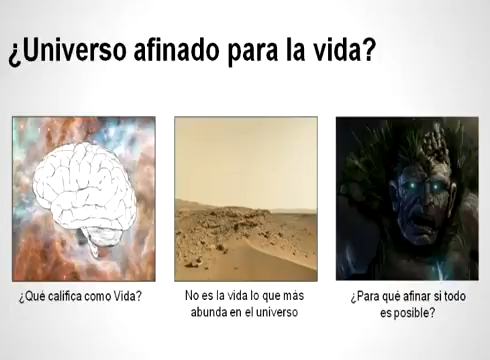 ¿Universo afinado para la vida?
¿Qué califica como Vida?
No es la vida lo que más
abunda en el universo
¿Para qué afinar si todo
es posible?